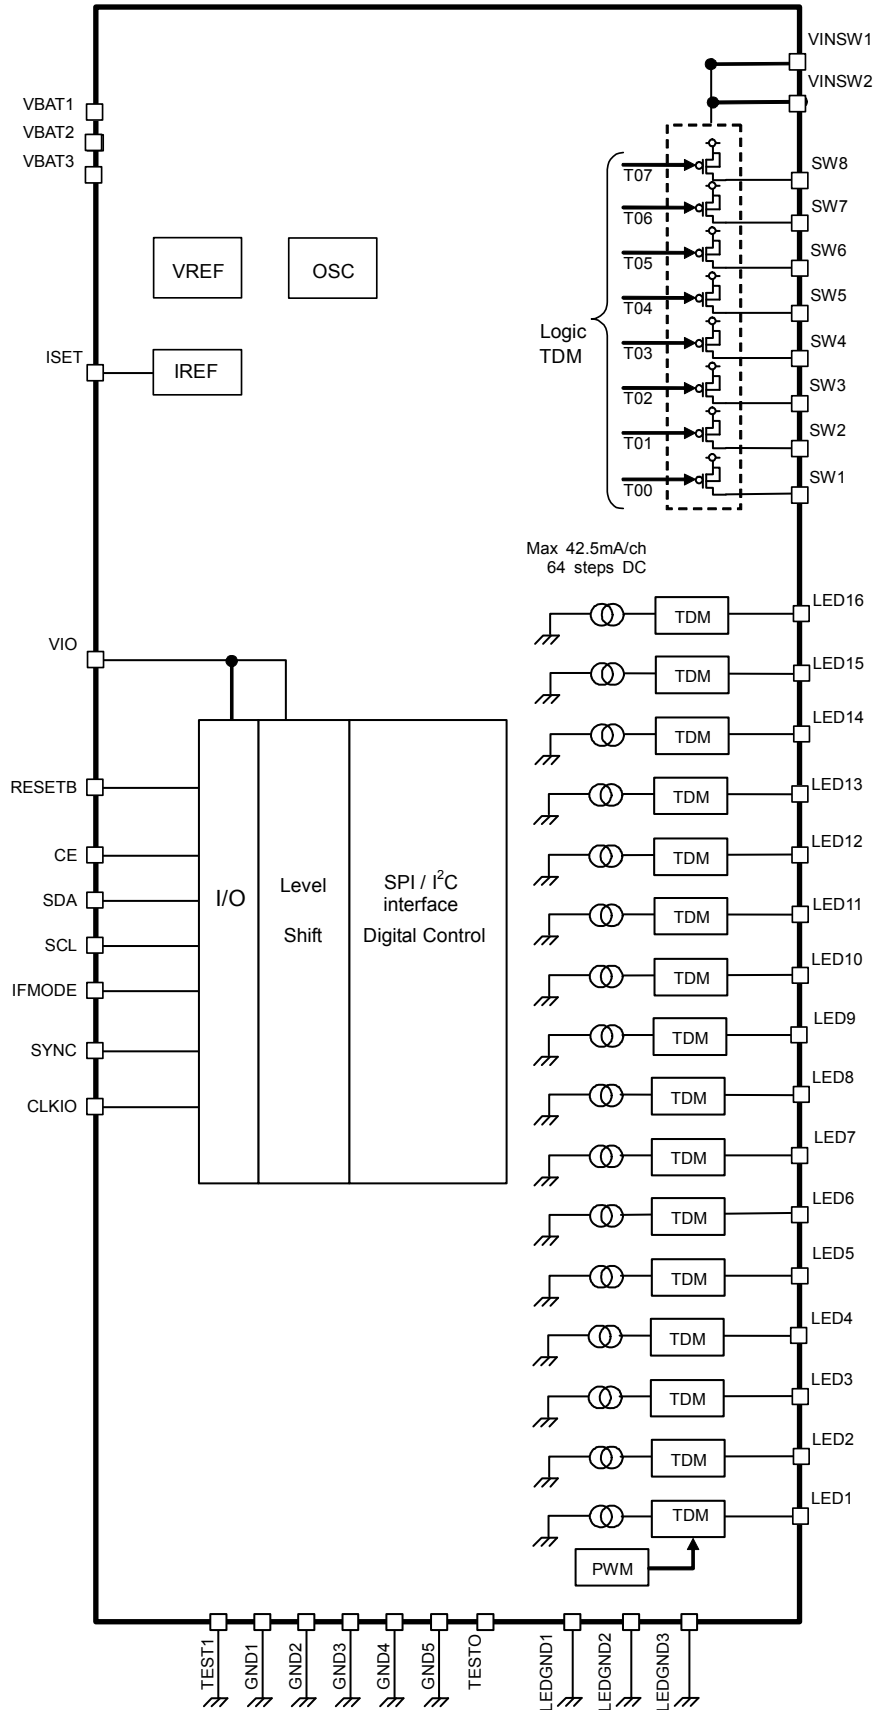 VINSW1
VINSW2
VBAT1
VBAT2
VBAT3
SW8
SW7
SW6
SW5
SW4
SW3
SW2
SW1
T07
T06
T05
T04
T03
T02
T01
T00
Logic
TDM
VREF
OSC
ISET
IREF
Max 42.5mA/ch
64 steps DC
VIO
RESETB
CE
SDA
SCL
IFMODE
SYNC
CLKIO
I/O
Level
Shift
SPI / I²C
interface
Digital Control
TDM
LED16
TDM
LED15
TDM
LED14
TDM
LED13
TDM
LED12
TDM
LED11
TDM
LED10
TDM
LED9
TDM
LED8
TDM
LED7
TDM
LED6
TDM
LED5
TDM
LED4
TDM
LED3
TDM
LED2
TDM
LED1
PWM
TEST1
GND1
GND2
GND3
GND4
GND5
TESTO
LEDGND1
LEDGND2
LEDGND3